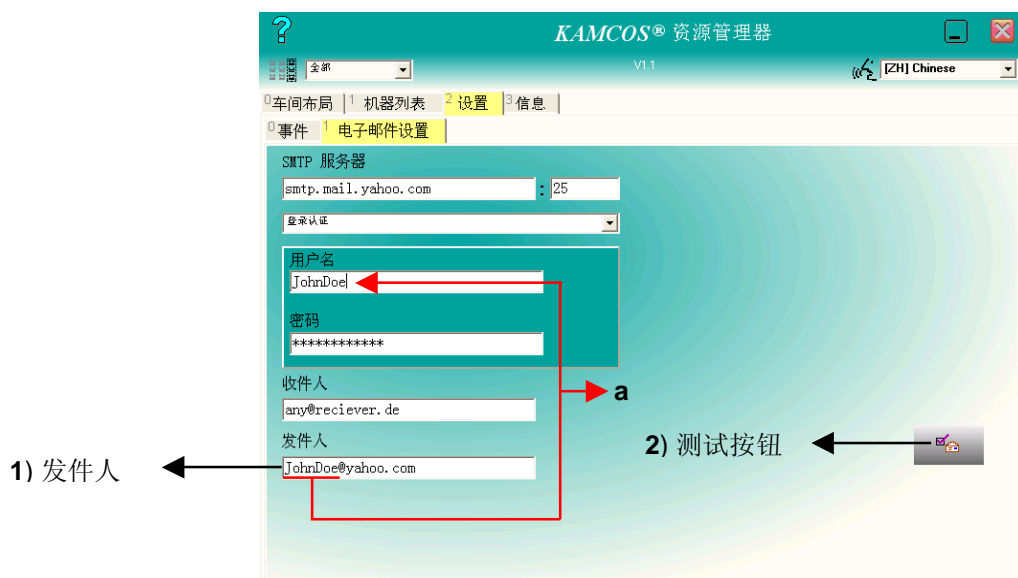 ?
KAMCOS® 资源管理器
全部
V1.1
[ZH] Chinese
0 车间布局 1 机器列表 2 设置 3 信息
0 事件 1 电子邮件设置
SMTP 服务器
smtp.mail.yahoo.com : 25
登录认证
用户名
JohnDoe
密码
************
a
收件人
any@reciever.de
发件人
JohnDoe@yahoo.com
1) 发件人
2) 测试按钮